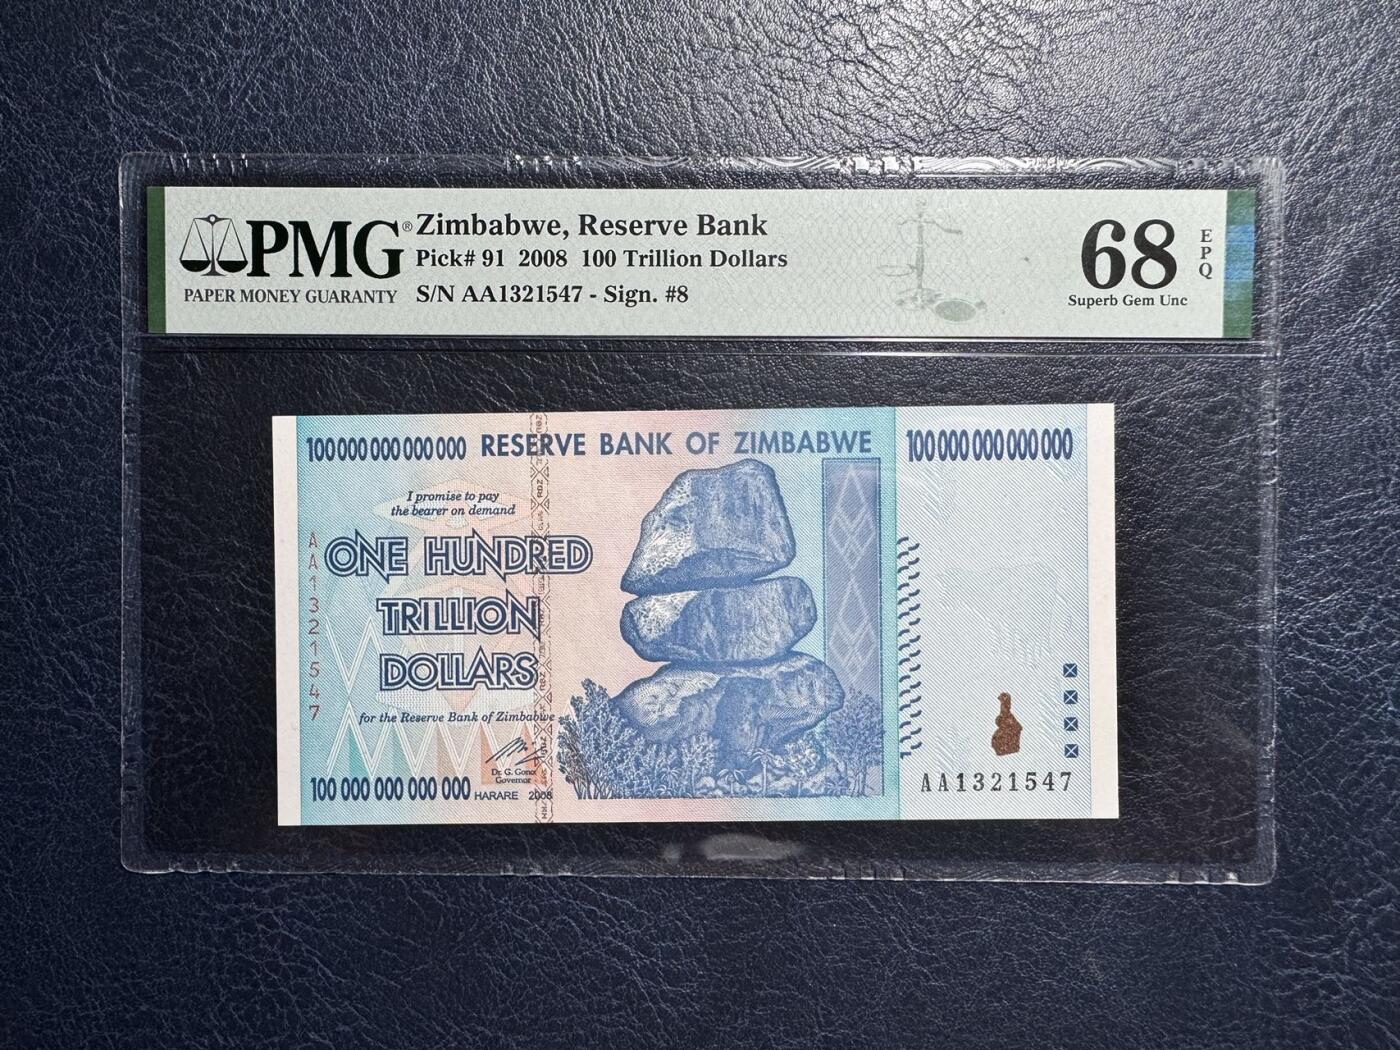 PMG®
PAPER MONEY GUARANTY
Zimbabwe, Reserve Bank
Pick# 91 2008 100 Trillion Dollars
S/N AA1321547 - Sign. #8
68
EPQ
Superb Gem Unc
100 000 000 000 000 RESERVE BANK OF ZIMBABWE 100 000 000 000 000
I promise to pay
the bearer on demand
ONE HUNDRED
TRILLION
DOLLARS
AA1321547
for the Reserve Bank of Zimbabwe
Dr. G. Gono
Governor
100 000 000 000 000 HARARE 2008
AA1321547
RBZ